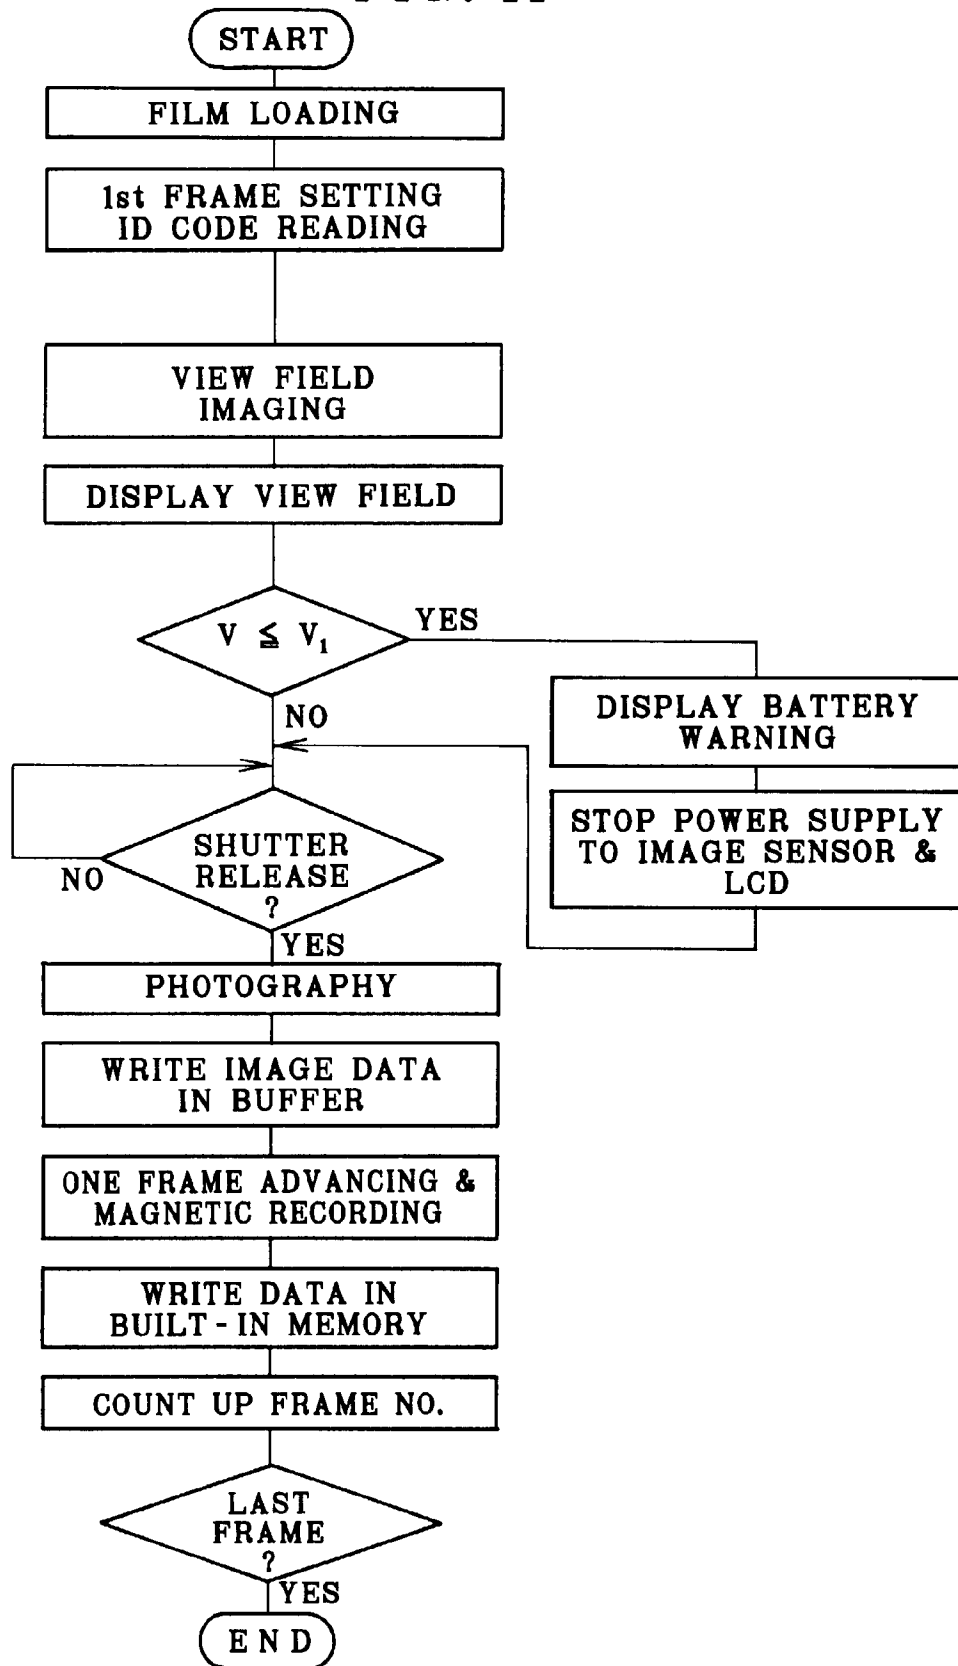 START
FILM LOADING
1st FRAME SETTING
ID CODE READING
VIEW FIELD
IMAGING
DISPLAY VIEW FIELD
V ≦ V₁
YES
NO
DISPLAY BATTERY
WARNING
STOP POWER SUPPLY
TO IMAGE SENSOR &
LCD
SHUTTER
RELEASE
?
NO
YES
PHOTOGRAPHY
WRITE IMAGE DATA
IN BUFFER
ONE FRAME ADVANCING &
MAGNETIC RECORDING
WRITE DATA IN
BUILT-IN MEMORY
COUNT UP FRAME NO.
LAST
FRAME
?
YES
END